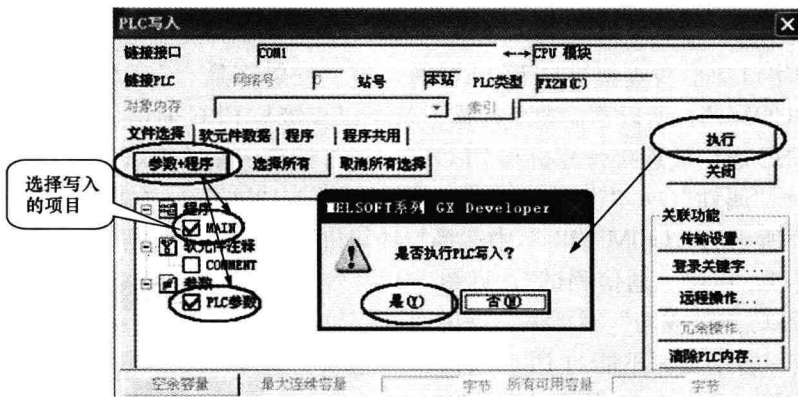 PLC写入
链接接口 COM1 ←→ CPU 模块
链接PLC 网络号 0 站号 本站 PLC类型 FX2N(C)
对象内存 索引
文件选择 软元件数据 程序 程序共用
参数+程序 选择所有 取消所有选择
执行
关闭
选择写入
的项目
程序
MAIN
软元件注释
COMMENT
参数
PLC参数
MELSOFT系列 GX Developer
是否执行PLC写入?
是(Y) 否(N)
关联功能
传输设置...
登录关键字...
远程操作...
冗余操作...
清除PLC内存...
空余容量 最大连续容量 字节 所有可用容量 字节